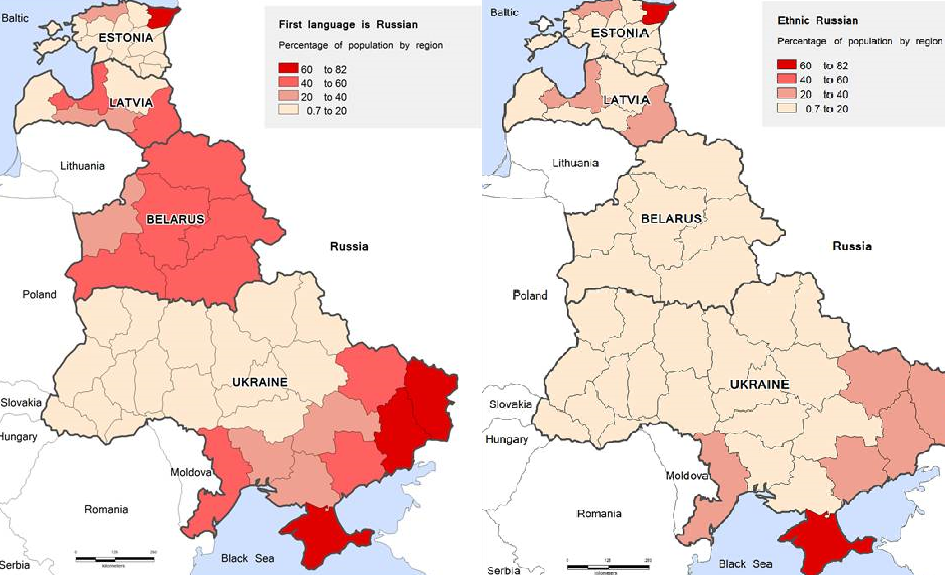 Baltic
ESTONIA
LATVIA
Lithuania
BELARUS
Russia
Poland
UKRAINE
Slovakia
Hungary
Moldova
Romania
Serbia
Black Sea
kilometers
First language is Russian
Percentage of population by region
60 to 82
40 to 60
20 to 40
0.7 to 20
Baltic
ESTONIA
LATVIA
Lithuania
BELARUS
Russia
Poland
UKRAINE
Slovakia
Hungary
Moldova
Romania
Serbia
Black Sea
Ethnic Russian
Percentage of population by region
60 to 82
40 to 60
20 to 40
0.7 to 20